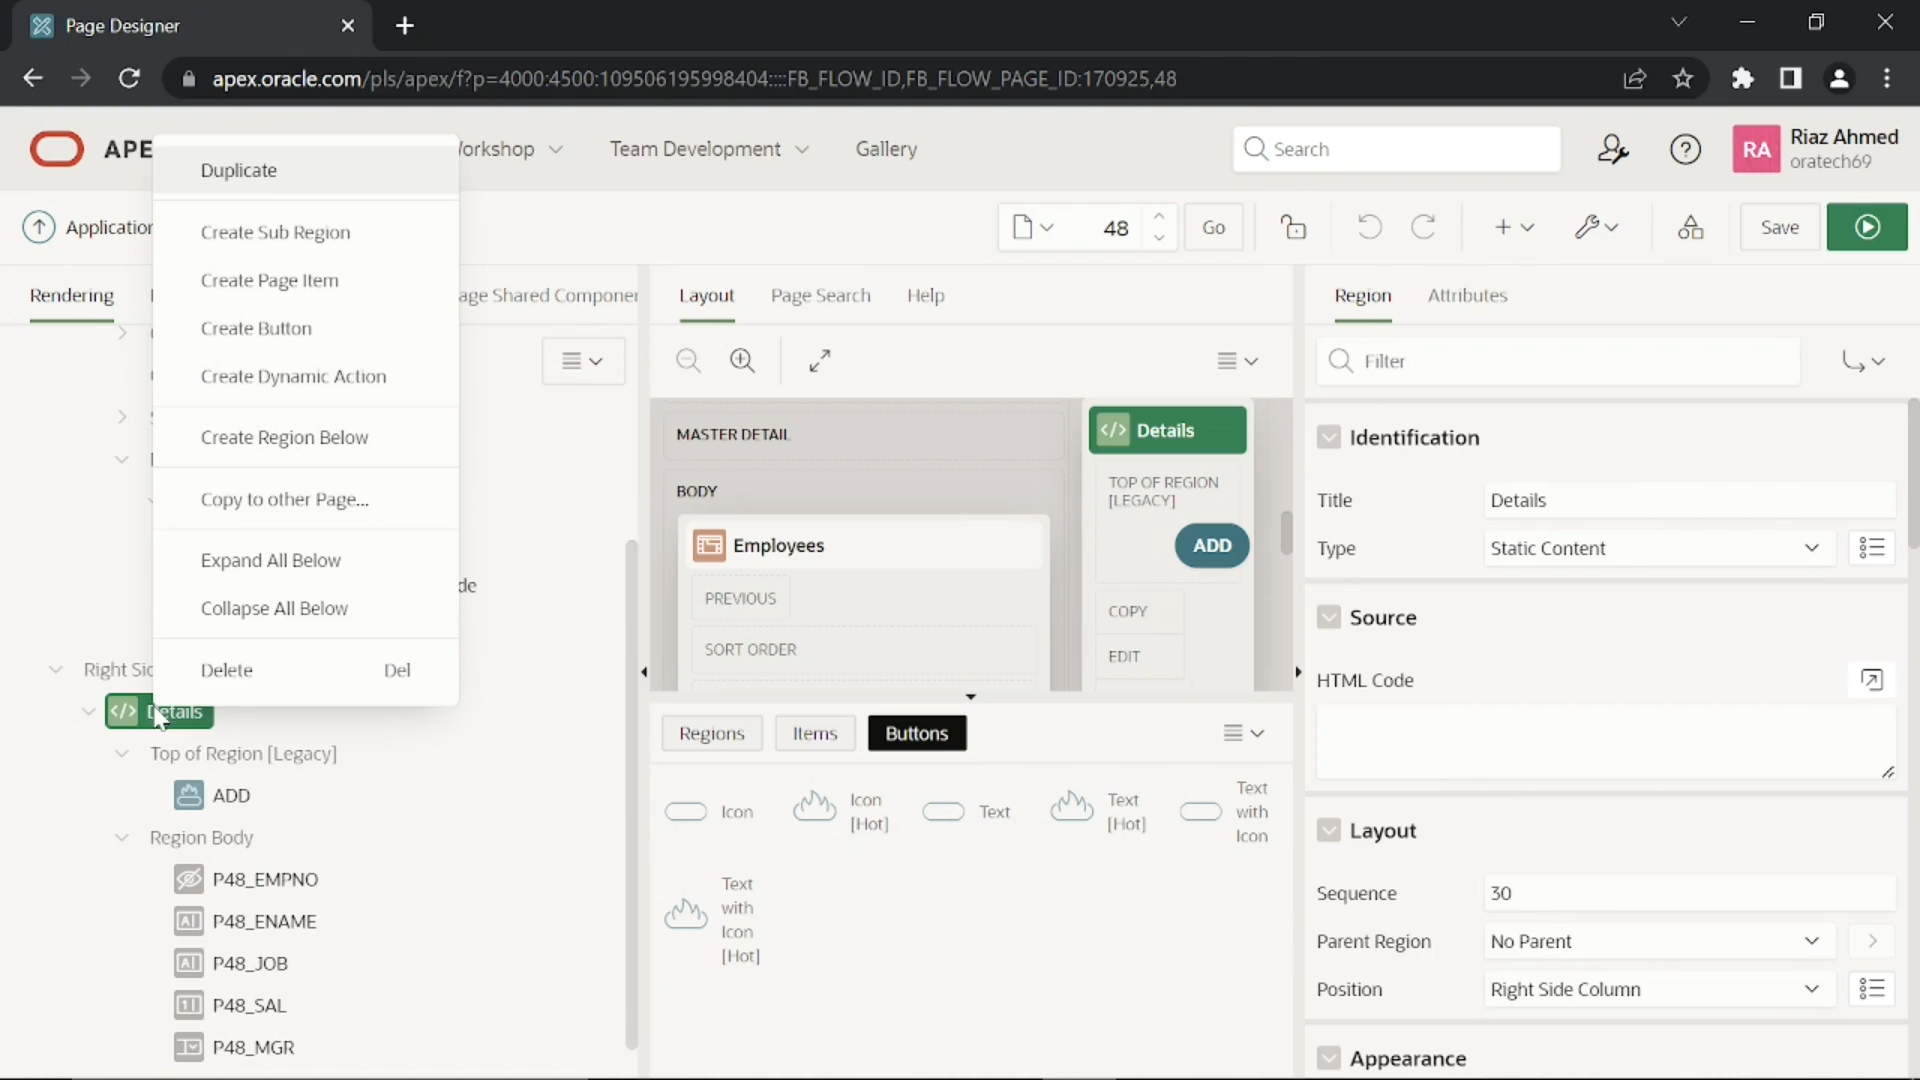 Page Designer
apex.oracle.com/pls/apex/f?p=4000:4500:109506195998404::::FB_FLOW_ID,FB_FLOW_PAGE_ID:170925,48
APE
Workshop
Team Development
Gallery
Search
RA
Riaz Ahmed
oratech69
Application
48
Go
Save
Rendering
age Shared Componen
Layout
Page Search
Help
Region
Attributes
Duplicate
Create Sub Region
Create Page Item
Create Button
Create Dynamic Action
Create Region Below
Copy to other Page...
Expand All Below
Collapse All Below
Delete Del
de
Right Sid
Details
Top of Region [Legacy]
ADD
Region Body
P48_EMPNO
P48_ENAME
P48_JOB
P48_SAL
P48_MGR
MASTER DETAIL
BODY
Employees
PREVIOUS
SORT ORDER
Details
TOP OF REGION
[LEGACY]
ADD
COPY
EDIT
Regions
Items
Buttons
Icon
Icon
[Hot]
Text
Text
[Hot]
Text
with
Icon
Text
with
Icon
[Hot]
Filter
Identification
Title Details
Type Static Content
Source
HTML Code
Layout
Sequence 30
Parent Region No Parent
Position Right Side Column
Appearance